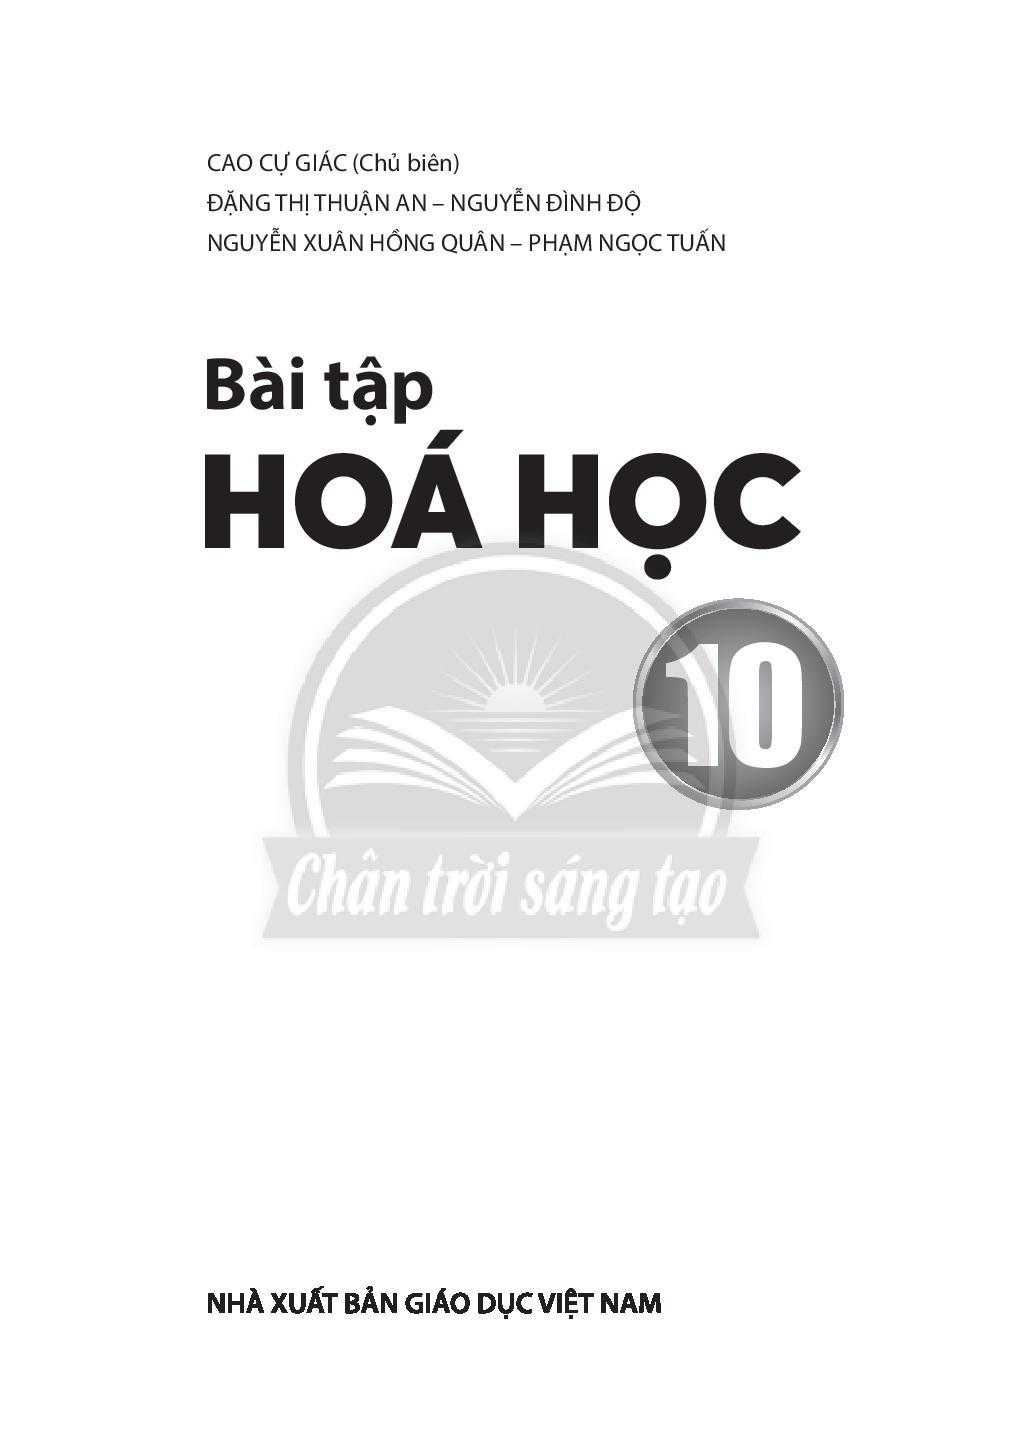 CAO CỰ GIÁC (Chủ biên)
ĐẶNG THỊ THUẬN AN – NGUYỄN ĐÌNH ĐỘ
NGUYỄN XUÂN HỒNG QUÂN – PHẠM NGỌC TUẤN
Bài tập
HOÁ HỌC
10
Chân trời sáng tạo
NHÀ XUẤT BẢN GIÁO DỤC VIỆT NAM